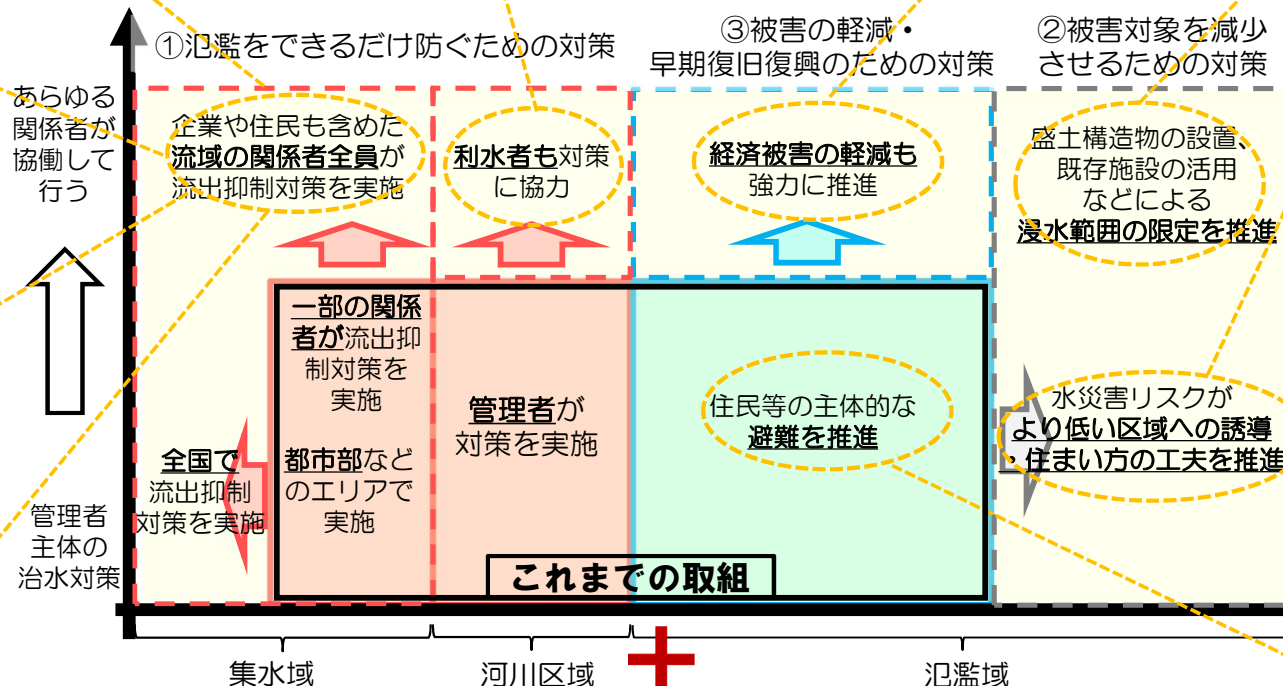 ①氾濫をできるだけ防ぐための対策
③被害の軽減・
早期復旧復興のための対策
②被害対象を減少
させるための対策
あらゆる
関係者が
協働して
行う
企業や住民も含めた
流域の関係者全員が
流出抑制対策を実施
利水者も対策
に協力
経済被害の軽減も
強力に推進
盛土構造物の設置、
既存施設の活用
などによる
浸水範囲の限定を推進
一部の関係
者が流出抑
制対策を
実施
都市部など
のエリアで
実施
全国で
流出抑制
対策を実施
管理者が
対策を実施
住民等の主体的な
避難を推進
水災害リスクが
より低い区域への誘導
・住まい方の工夫を推進
管理者
主体の
治水対策
これまでの取組
集水域
河川区域
氾濫域